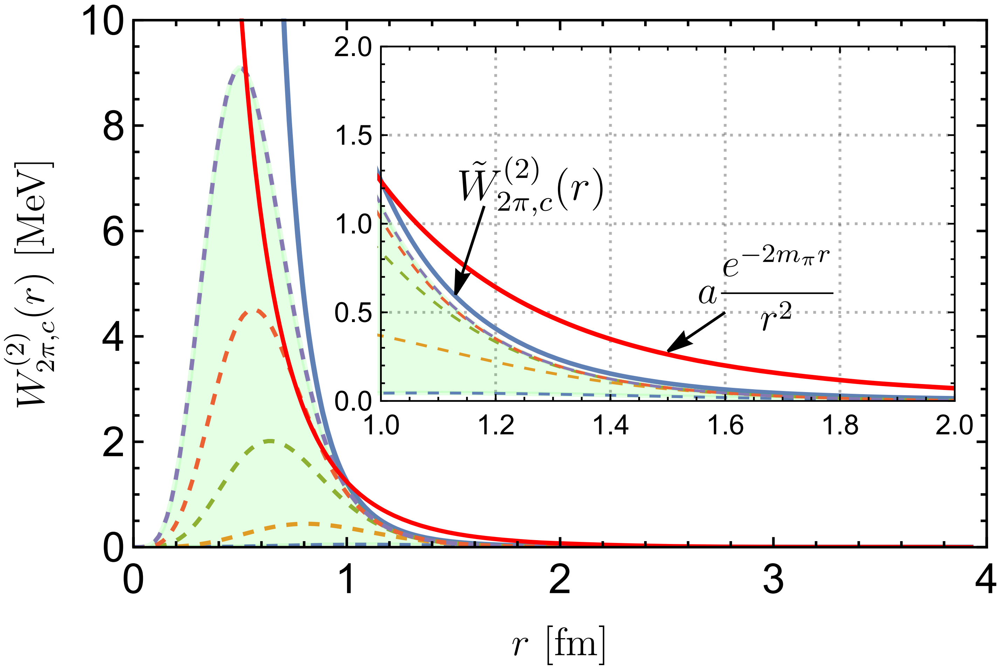 W^{(2)}_{2π,c}(r) [MeV]
10
8
6
4
2
0
0 1 2 3 4
r [fm]
2.0
1.5
1.0
0.5
0.0
1.0 1.2 1.4 1.6 1.8 2.0
W̃^{(2)}_{2π,c}(r)
a \frac{e^{-2m_π r}}{r^2}